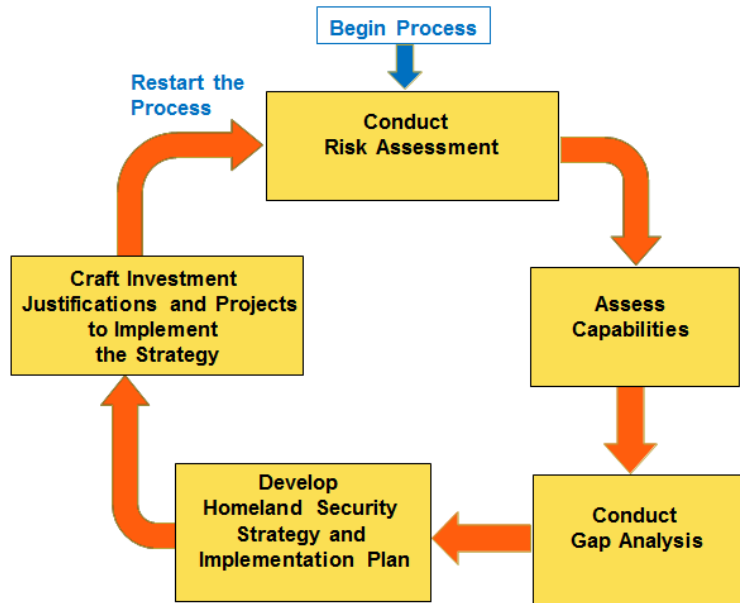 Begin Process
Restart the
Process
Conduct
Risk Assessment
Assess
Capabilities
Conduct
Gap Analysis
Develop
Homeland Security
Strategy and
Implementation Plan
Craft Investment
Justifications and Projects
to Implement
the Strategy